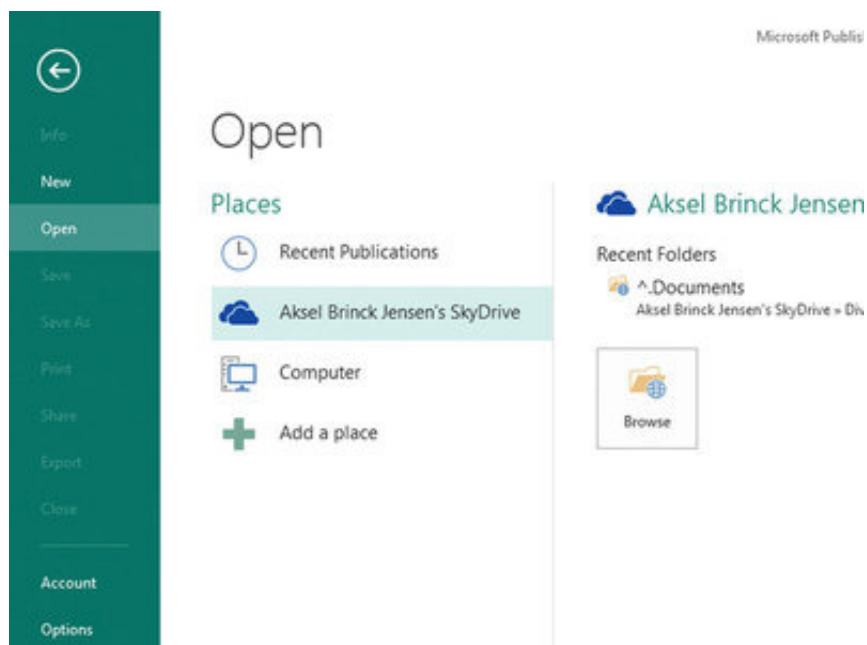 Microsoft Publis
Info
New
Open
Save
Save As
Print
Share
Export
Close
Account
Options
Open
Places
Recent Publications
Aksel Brinck Jensen's SkyDrive
Computer
Add a place
Aksel Brinck Jensen
Recent Folders
^.Documents
Aksel Brinck Jensen's SkyDrive » Div
Browse